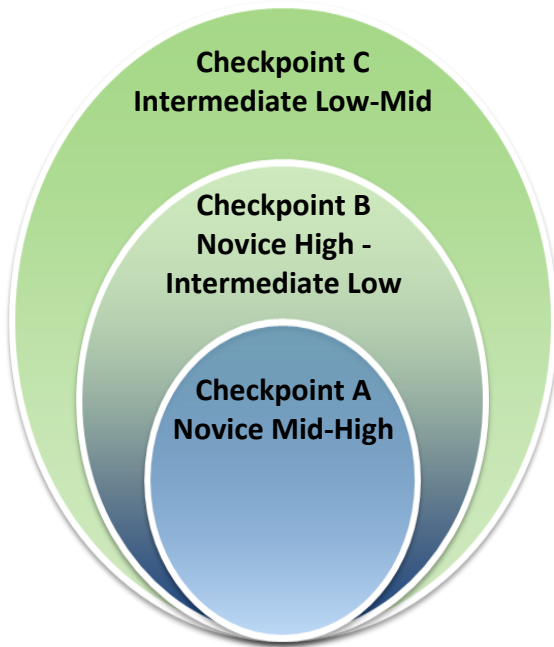 Checkpoint C
Intermediate Low-Mid
Checkpoint B
Novice High -
Intermediate Low
Checkpoint A
Novice Mid-High